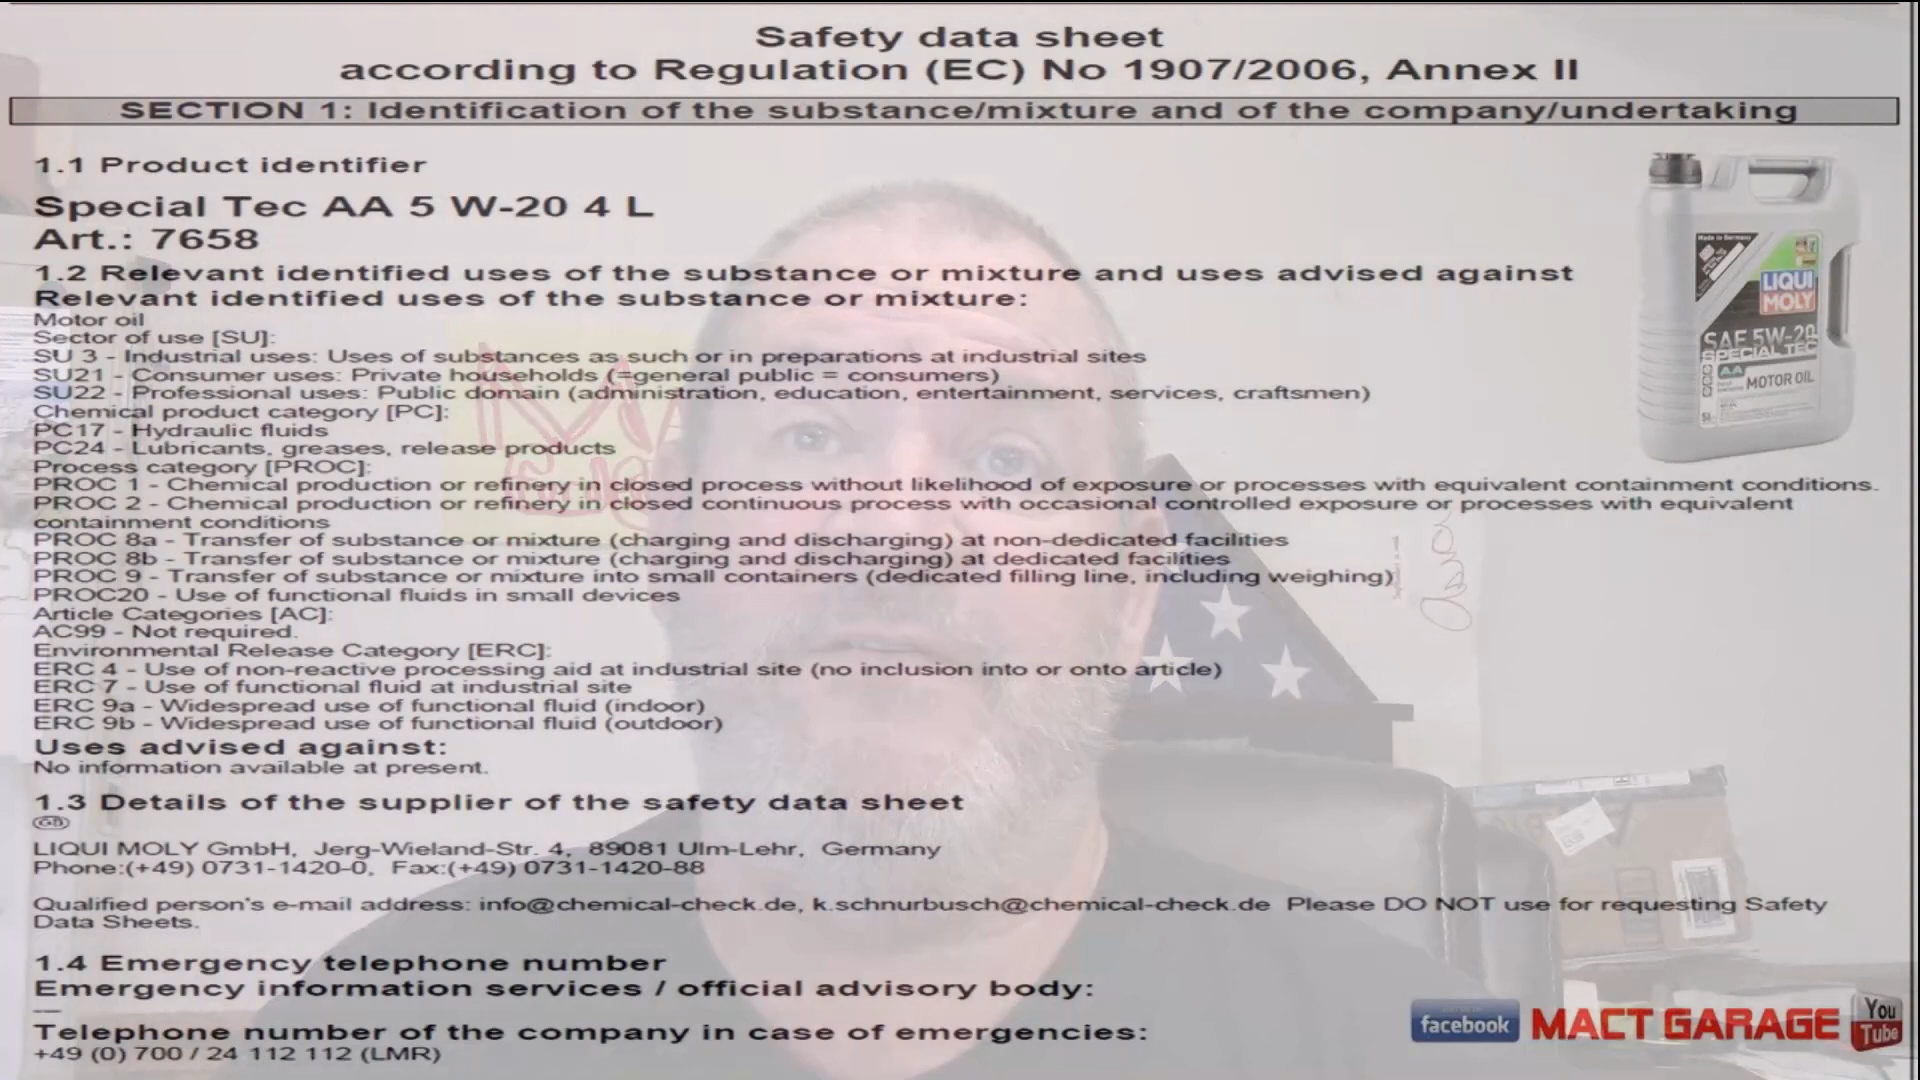 Safety data sheet
according to Regulation (EC) No 1907/2006, Annex II
SECTION 1: Identification of the substance/mixture and of the company/undertaking
1.1 Product identifier
Special Tec AA 5 W-20 4 L
Art.: 7658
1.2 Relevant identified uses of the substance or mixture and uses advised against
Relevant identified uses of the substance or mixture:
Motor oil
Sector of use [SU]:
SU 3 - Industrial uses: Uses of substances as such or in preparations at industrial sites
SU21 - Consumer uses: Private households (=general public = consumers)
SU22 - Professional uses: Public domain (administration, education, entertainment, services, craftsmen)
Chemical product category [PC]:
PC17 - Hydraulic fluids
PC24 - Lubricants, greases, release products
Process category [PROC]:
PROC 1 - Chemical production or refinery in closed process without likelihood of exposure or processes with equivalent containment conditions.
PROC 2 - Chemical production or refinery in closed continuous process with occasional controlled exposure or processes with equivalent
containment conditions
PROC 8a - Transfer of substance or mixture (charging and discharging) at non-dedicated facilities
PROC 8b - Transfer of substance or mixture (charging and discharging) at dedicated facilities
PROC 9 - Transfer of substance or mixture into small containers (dedicated filling line, including weighing)
PROC20 - Use of functional fluids in small devices
Article Categories [AC]:
AC99 - Not required.
Environmental Release Category [ERC]:
ERC 4 - Use of non-reactive processing aid at industrial site (no inclusion into or onto article)
ERC 7 - Use of functional fluid at industrial site
ERC 9a - Widespread use of functional fluid (indoor)
ERC 9b - Widespread use of functional fluid (outdoor)
Uses advised against:
No information available at present.
1.3 Details of the supplier of the safety data sheet
GB
LIQUI MOLY GmbH, Jerg-Wieland-Str. 4, 89081 Ulm-Lehr, Germany
Phone:(+49) 0731-1420-0, Fax:(+49) 0731-1420-88
Qualified person's e-mail address: info@chemical-check.de, k.schnurbusch@chemical-check.de Please DO NOT use for requesting Safety
Data Sheets.
1.4 Emergency telephone number
Emergency information services / official advisory body:
---
Telephone number of the company in case of emergencies:
+49 (0) 700 / 24 112 112 (LMR)
Made in Germany
LIQUI
MOLY
SAE 5W-20
SPECIAL TEC
AA
MOTOR OIL
5L
facebook
MACT GARAGE
You
Tube